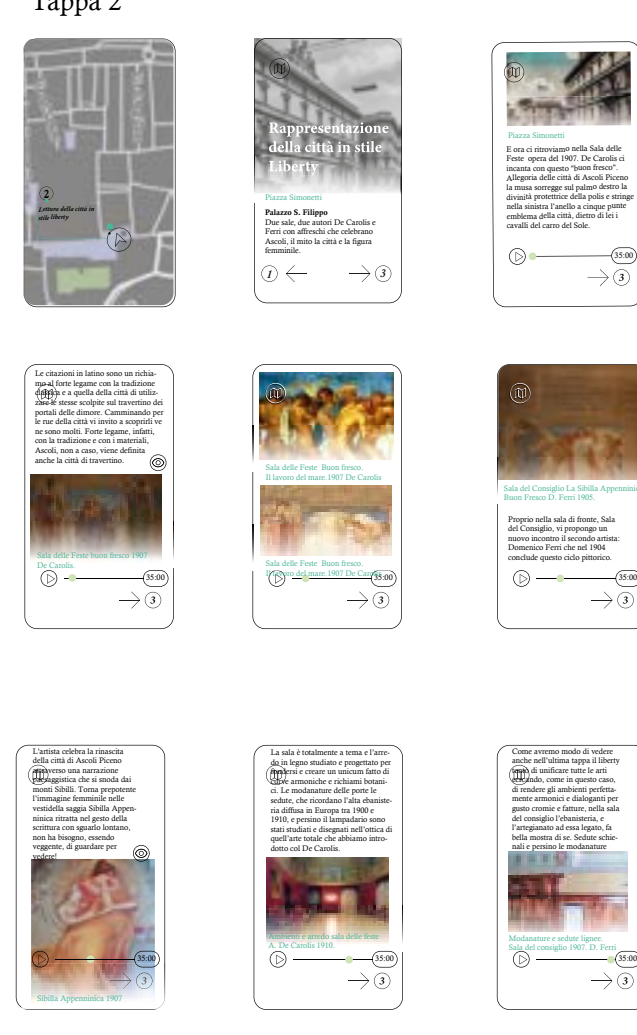 Tappa 2
2
Lettura della città in
stile liberty
Rappresentazione
della città in stile
Liberty
Piazza Simonetti
Palazzo S. Filippo
Due sale, due autori De Carolis e
Ferri con affreschi che celebrano
Ascoli, il mito la città e la figura
femminile.
1
3
Piazza Simonetti
E ora ci ritroviamo nella Sala delle
Feste opera del 1907. De Carolis ci
incanta con questo "buon fresco".
Allegoria delle città di Ascoli Piceno
la musa sorregge sul palmo destro la
divinità protettrice della polis e stringe
nella sinistra l'anello a cinque punte
emblema della città, dietro di lei i
cavalli del carro del Sole.
35:00
3
Le citazioni in latino sono un richia-
mo al forte legame con la tradizione
classica e a quella della città di utiliz-
zare le stesse scolpite sul travertino dei
portali delle dimore. Camminando per
le rue della città vi invito a scoprirli ve
ne sono molti. Forte legame, infatti,
con la tradizione e con i materiali,
Ascoli, non a caso, viene definita
anche la città di travertino.
Sala delle Feste buon fresco 1907
De Carolis.
35:00
3
Sala delle Feste Buon fresco.
Il lavoro del mare.1907 De Carolis
Sala delle Feste Buon fresco.
Il lavoro del mare.1907 De Carolis
35:00
3
Sala del Consiglio La Sibilla Appennini
Buon Fresco D. Ferri 1905.
Proprio nella sala di fronte, Sala
del Consiglio, vi propongo un
nuovo incontro il secondo artista:
Domenico Ferri che nel 1904
conclude questo ciclo pittorico.
35:00
3
L'artista celebra la rinascita
della città di Ascoli Piceno
attraverso una narrazione
paesaggistica che si snoda dai
monti Sibilli. Torna prepotente
l'immagine femminile nelle
vestidella saggia Sibilla Appen-
ninica ritratta nel gesto della
scrittura con sguardo lontano,
non ha bisogno, essendo
veggente, di guardare per
vedere!
35:00
3
Sibilla Appenninica 1907
La sala è totalmente a tema e l'arre-
do in legno studiato e progettato per
fondersi e creare un unicum fatto di
curve armoniche e richiami botani-
ci. Le modanature delle porte le
sedute, che ricordano l'alta ebaniste-
ria diffusa in Europa tra 1900 e
1910, e persino il lampadario sono
stati studiati e disegnati nell'ottica di
quell'arte totale che abbiamo intro-
dotto col De Carolis.
Ambienti e arredo sala delle feste
A. De Carolis 1910.
35:00
3
Come avremo modo di vedere
anche nell'ultima tappa il liberty
tenta di unificare tutte le arti
cercando, come in questo caso,
di rendere gli ambienti perfetta-
mente armonici e dialoganti per
gusto cromie e fatture, nella sala
del consiglio l'ebanisteria, e
l'artegianato ad essa legato, fa
bella mostra di se. Sedute schie-
nali e persino le modanature
Modanature e sedute lignee.
Sala del consiglio 1907. D. Ferri
35:00
3